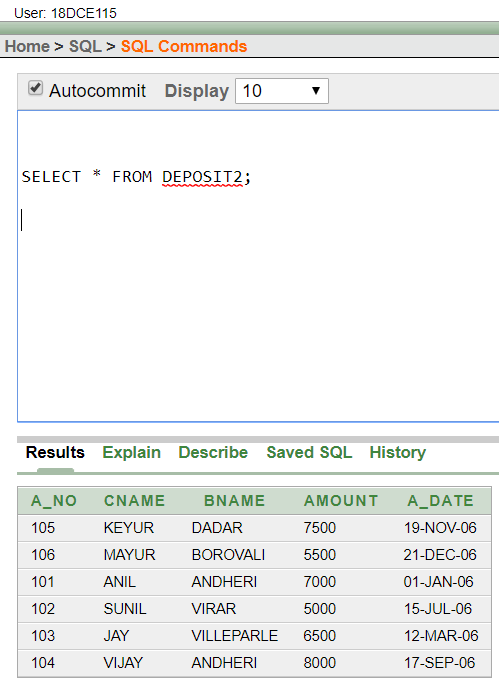 User: 18DCE115
Home > SQL > SQL Commands
Autocommit Display 10
SELECT * FROM DEPOSIT2;
Results Explain Describe Saved SQL History
A_NO CNAME BNAME AMOUNT A_DATE
105 KEYUR DADAR 7500 19-NOV-06
106 MAYUR BOROVALI 5500 21-DEC-06
101 ANIL ANDHERI 7000 01-JAN-06
102 SUNIL VIRAR 5000 15-JUL-06
103 JAY VILLEPARLE 6500 12-MAR-06
104 VIJAY ANDHERI 8000 17-SEP-06